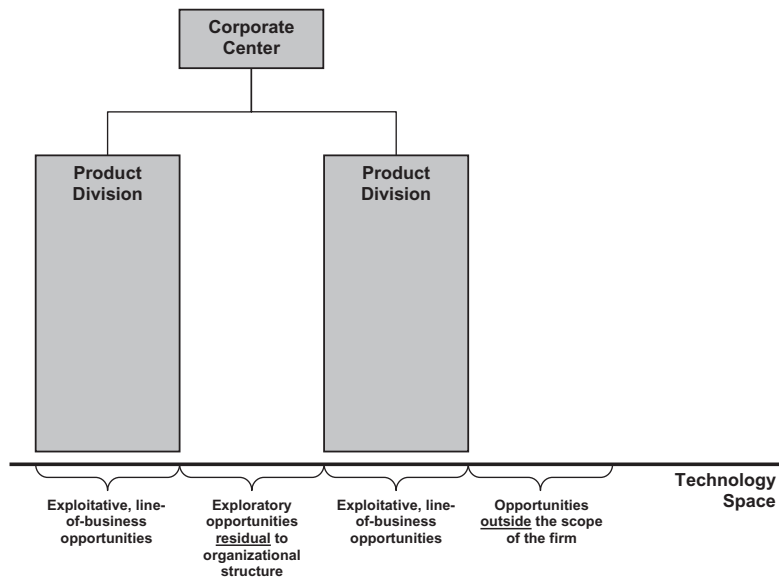 Corporate
Center
Product
Division
Product
Division
Technology
Space
Exploitative, line-
of-business
opportunities
Exploratory
opportunities
residual to
organizational
structure
Exploitative, line-
of-business
opportunities
Opportunities
outside the scope
of the firm